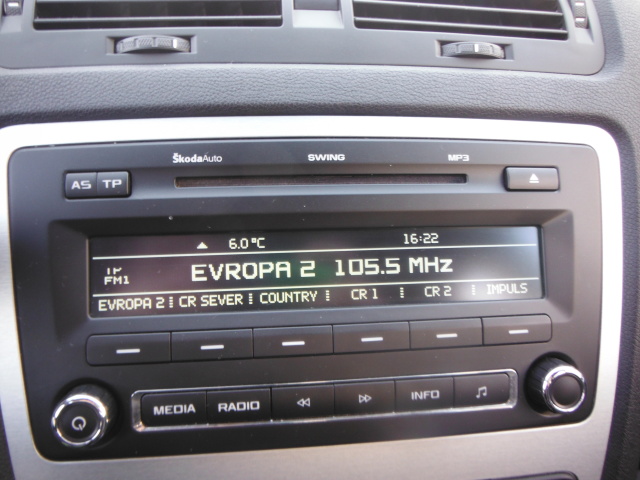 ŠkodaAuto SWING MP3
AS TP
6.0°C 16:22
TP
FM1
EVROPA 2 105.5 MHz
EVROPA 2 CR SEVER COUNTRY CR 1 CR 2 IMPULS
MEDIA RADIO INFO